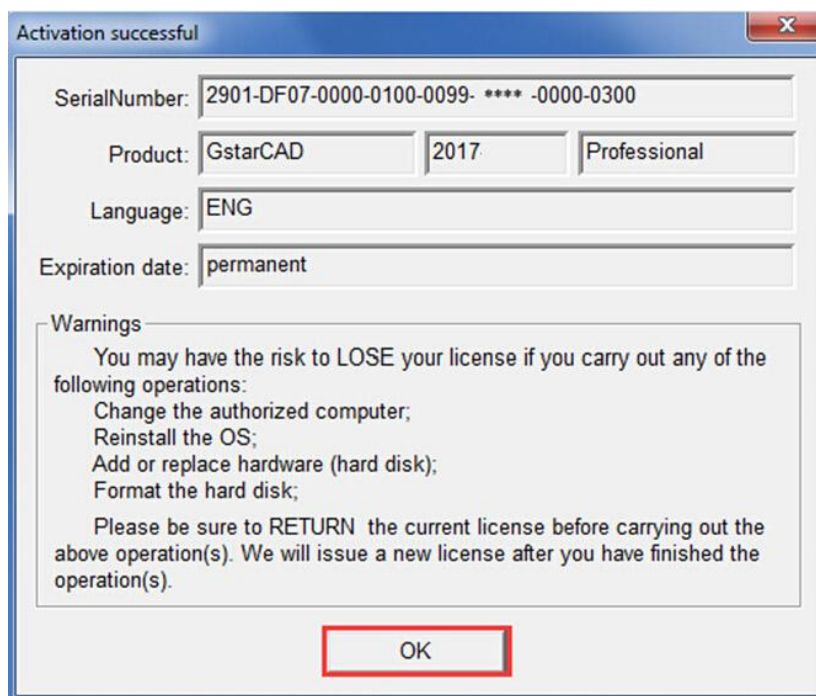 Activation successful
SerialNumber: 2901-DF07-0000-0100-0099- **** -0000-0300
Product: GstarCAD 2017 Professional
Language: ENG
Expiration date: permanent
Warnings
You may have the risk to LOSE your license if you carry out any of the
following operations:
Change the authorized computer;
Reinstall the OS;
Add or replace hardware (hard disk);
Format the hard disk;
Please be sure to RETURN the current license before carrying out the
above operation(s). We will issue a new license after you have finished the
operation(s).
OK